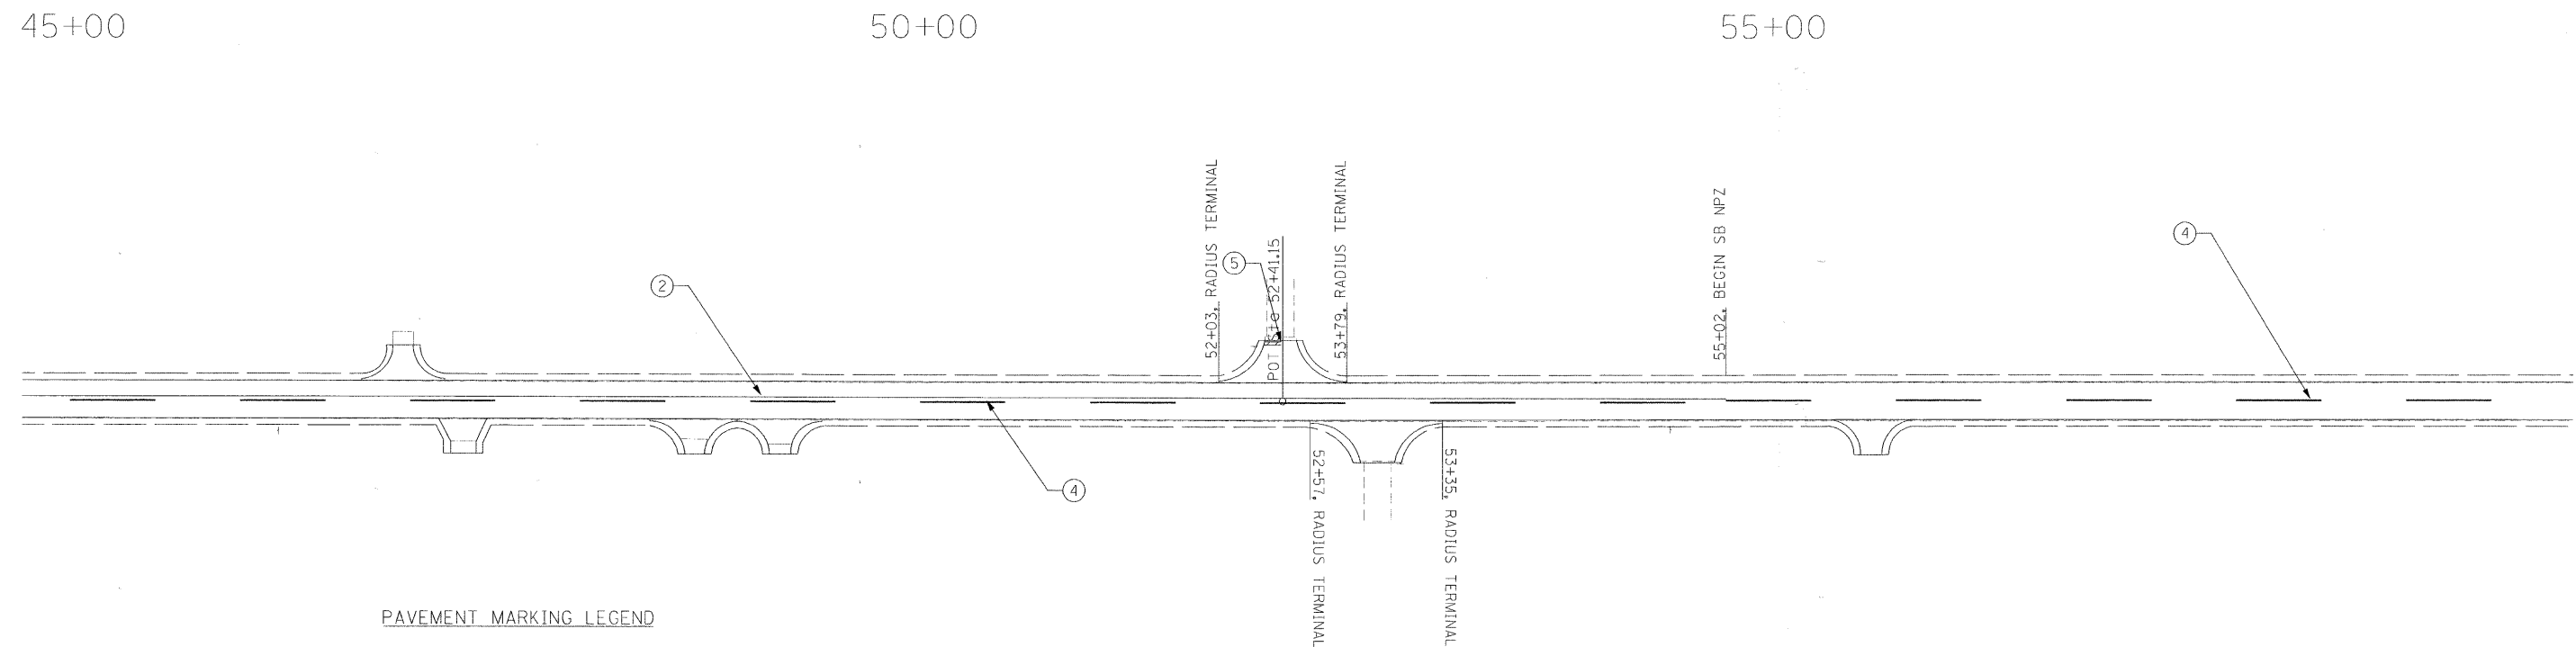 45+00
50+00
55+00
52+03, RADIUS TERMINAL
5
52+41.15
53+79, RADIUS TERMINAL
55+02, BEGIN SB NPZ
4
2
4
52+57, RADIUS TERMINAL
53+35, RADIUS TERMINAL
PAVEMENT MARKING LEGEND